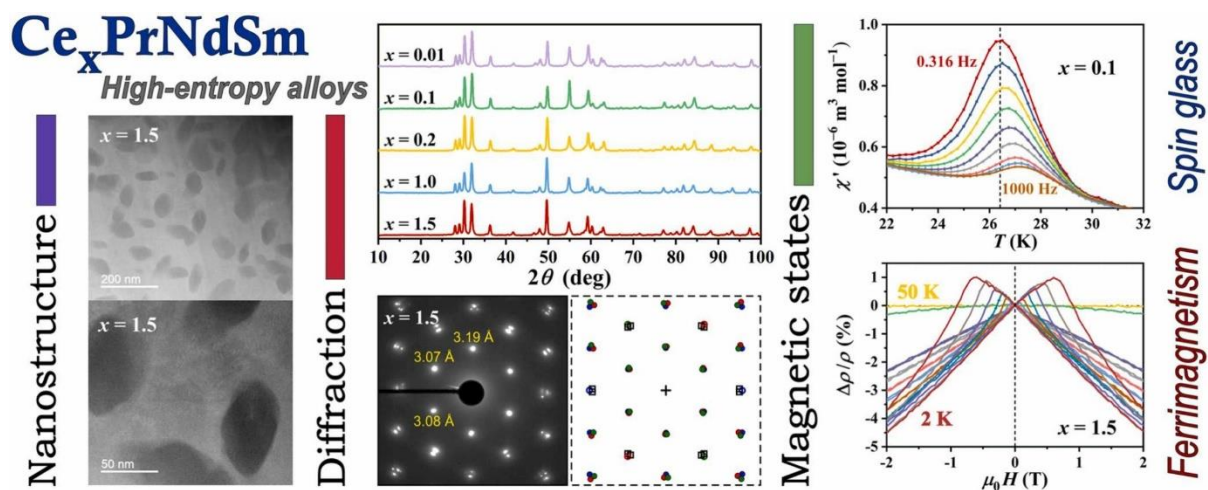 CeₓPrNdSm
High-entropy alloys
Nanostructure
x = 1.5
200 nm
x = 1.5
50 nm
Diffraction
x = 0.01
x = 0.1
x = 0.2
x = 1.0
x = 1.5
10 20 30 40 50 60 70 80 90 100
2θ (deg)
x = 1.5
3.19 Å
3.07 Å
3.08 Å
Magnetic states
χ' (10⁻⁶ m³ mol⁻¹)
1.0
0.8
0.6
0.4
0.316 Hz
x = 0.1
1000 Hz
22 24 26 28 30 32
T (K)
Spin glass
Δρ/ρ (%)
1
0
-1
-2
-3
-4
-5
50 K
2 K
x = 1.5
-2 -1 0 1 2
μ₀ H (T)
Ferrimagnetism